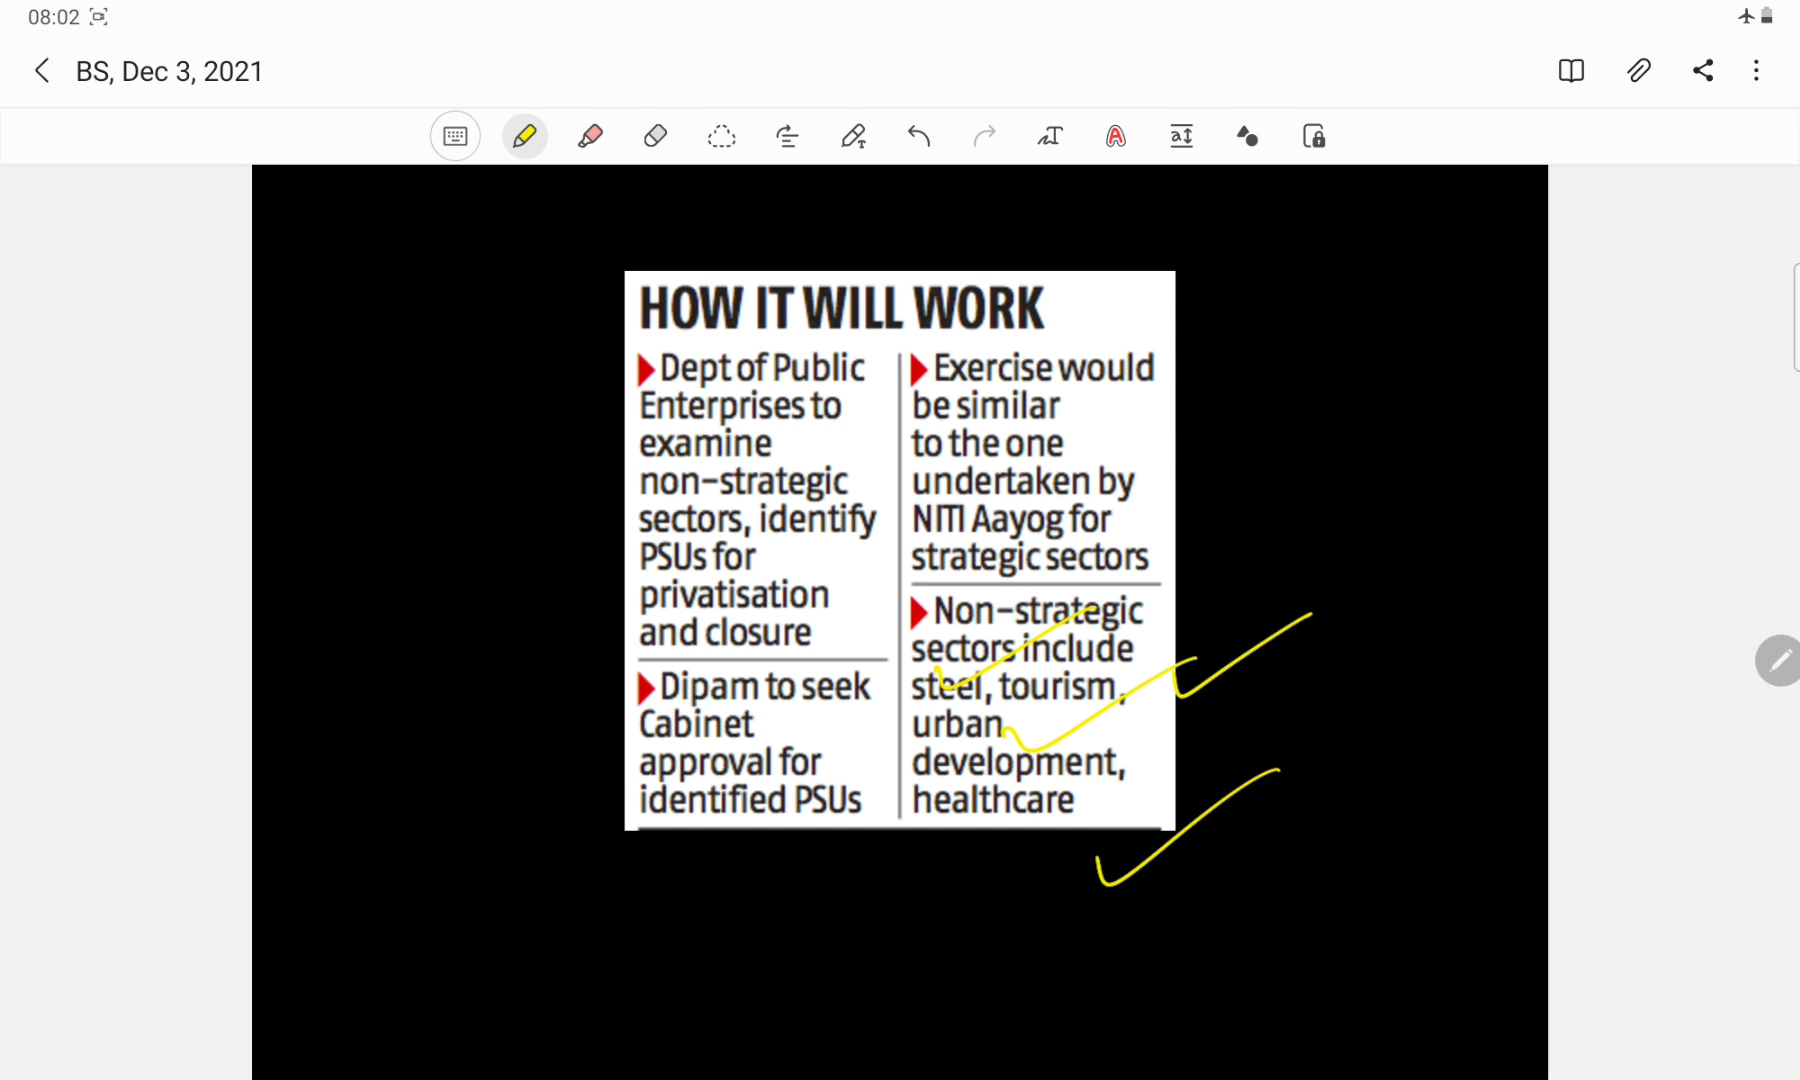 08:02
BS, Dec 3, 2021
HOW IT WILL WORK
Dept of Public
Enterprises to
examine
non-strategic
sectors, identify
PSUs for
privatisation
and closure
Dipam to seek
Cabinet
approval for
identified PSUs
Exercise would
be similar
to the one
undertaken by
NITI Aayog for
strategic sectors
Non-strategic
sectors include
steel, tourism,
urban
development,
healthcare